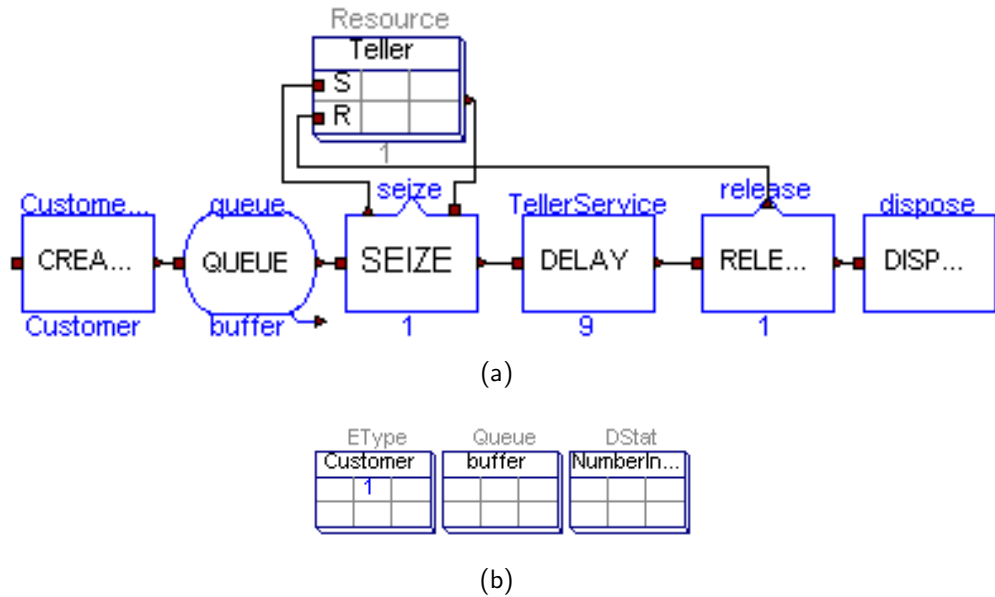 Resource
Teller
S
R
1
Custome... queue seize TellerService release dispose
CREA... QUEUE SEIZE DELAY RELE... DISP...
Customer buffer 1 9 1
(a)
EType Queue DStat
Customer buffer NumberIn...
1
(b)